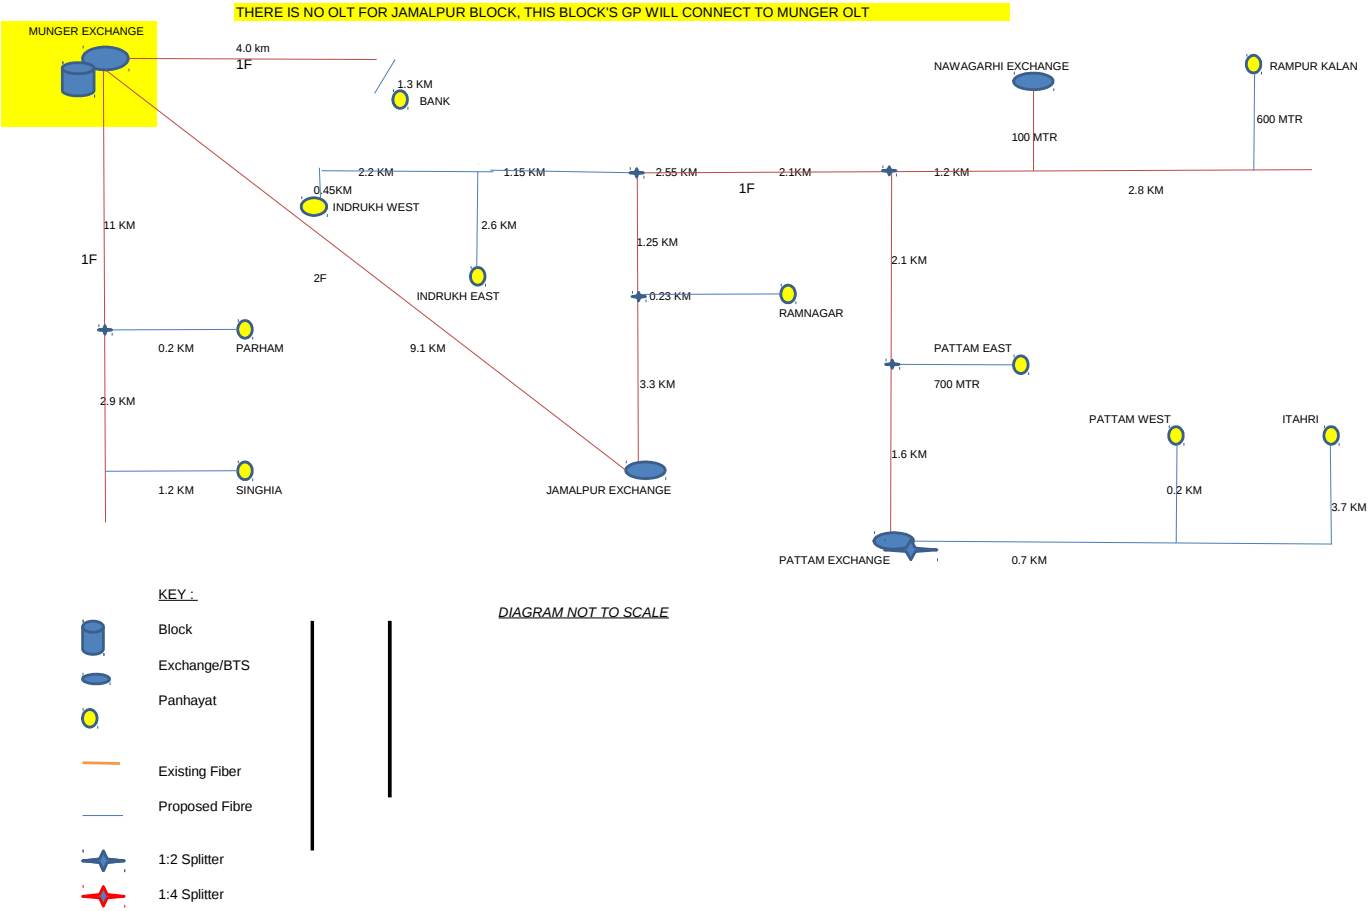 THERE IS NO OLT FOR JAMALPUR BLOCK, THIS BLOCK'S GP WILL CONNECT TO MUNGER OLT
MUNGER EXCHANGE
4.0 km
1F
1.3 KM
BANK
NAWAGARHI EXCHANGE
RAMPUR KALAN
600 MTR
100 MTR
2.2 KM
1.15 KM
2.55 KM
2.1KM
1.2 KM
1F
2.8 KM
0.45KM
INDRUKH WEST
11 KM
2.6 KM
1.25 KM
1F
2.1 KM
2F
INDRUKH EAST
0.23 KM
RAMNAGAR
0.2 KM
PARHAM
9.1 KM
PATTAM EAST
3.3 KM
700 MTR
2.9 KM
PATTAM WEST
ITAHRI
1.6 KM
1.2 KM
SINGHIA
JAMALPUR EXCHANGE
0.2 KM
3.7 KM
PATTAM EXCHANGE
0.7 KM
KEY :
DIAGRAM NOT TO SCALE
Block
Exchange/BTS
Panhayat
Existing Fiber
Proposed Fibre
1:2 Splitter
1:4 Splitter